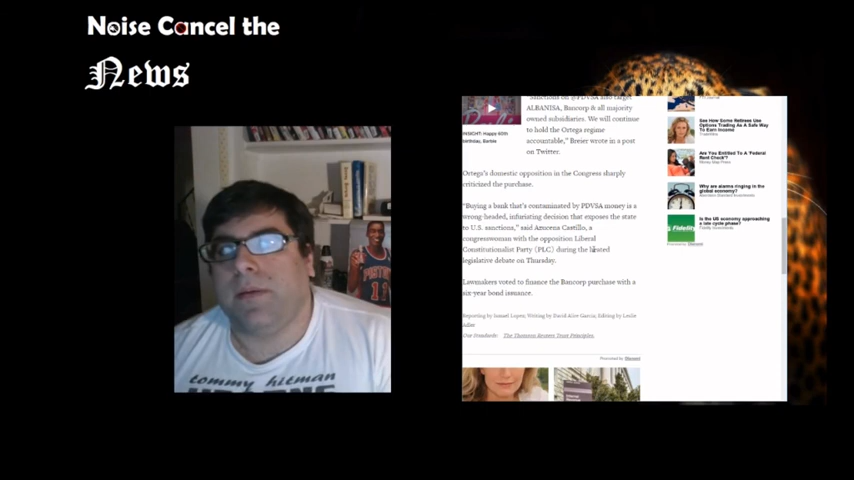 Noise Cancel the
News
"Sanctions on @PDVSA also target
ALBANISA, Bancorp & all majority
owned subsidiaries. We will continue
to hold the Ortega regime
accountable," Breier wrote in a post
on Twitter.
INSIGHT: Happy 60th
birthday, Barbie
Ortega's domestic opposition in the Congress sharply
criticized the purchase.
"Buying a bank that's contaminated by PDVSA money is a
wrong-headed, infuriating decision that exposes the state
to U.S. sanctions," said Azucena Castillo, a
congresswoman with the opposition Liberal
Constitutionalist Party (PLC) during the heated
legislative debate on Thursday.
Lawmakers voted to finance the Bancorp purchase with a
six-year bond issuance.
Reporting by Ismael Lopez, Writing by David Alire Garcia; Editing by Leslie
Adler
Our Standards: The Thomson Reuters Trust Principles.
See How Some Retirees Use
Options Trading As A Safe Way
To Earn Income
Are You Entitled To A "Federal
Rent Check"?
Why are alarms ringing in the
global economy?
Is the US economy approaching
a late cycle phase?
Fidelity Investments
Fidelity
PISTONS
11
tommy hitman